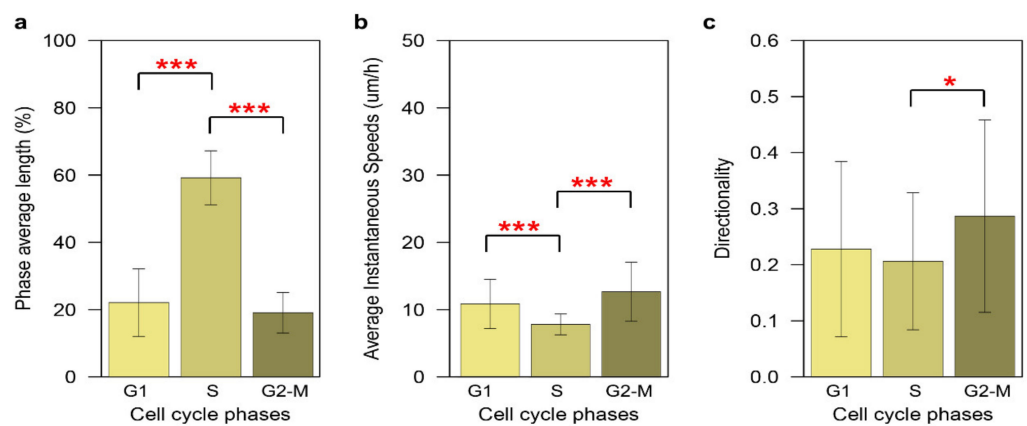 a
Phase average length (%)
100
80
60
40
20
0
***
***
G1 S G2-M
Cell cycle phases
b
Average Instantaneous Speeds (um/h)
50
40
30
20
10
0
***
***
G1 S G2-M
Cell cycle phases
c
Directionality
0.6
0.5
0.4
0.3
0.2
0.1
0.0
*
G1 S G2-M
Cell cycle phases